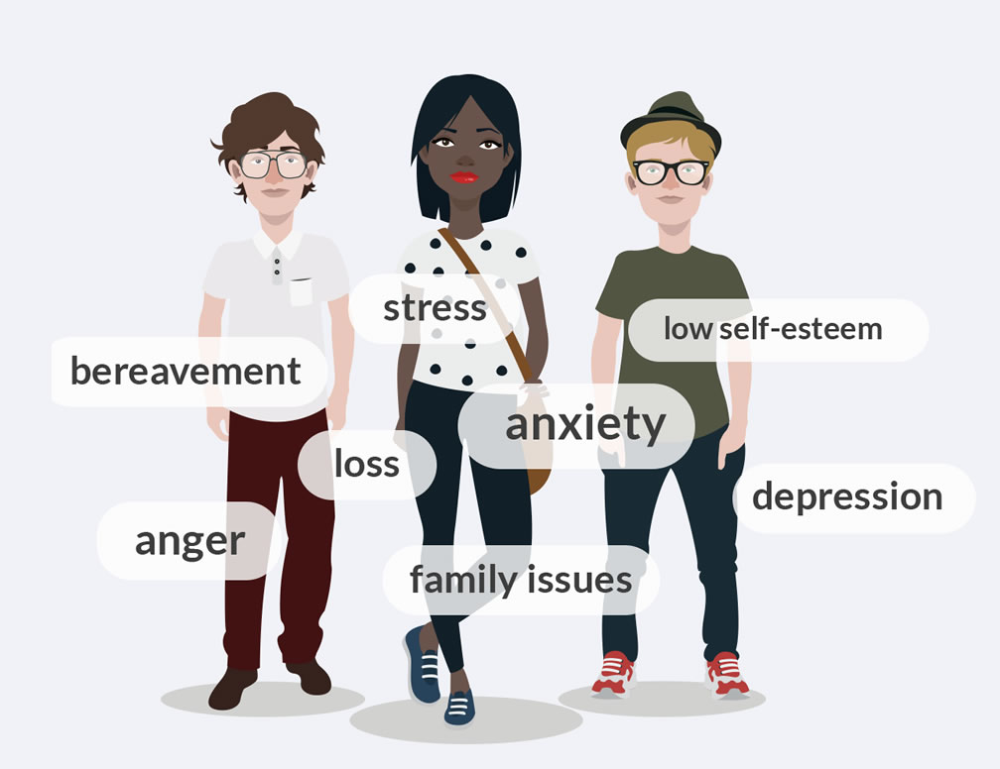 stress
low self-esteem
bereavement
anxiety
loss
depression
anger
family issues